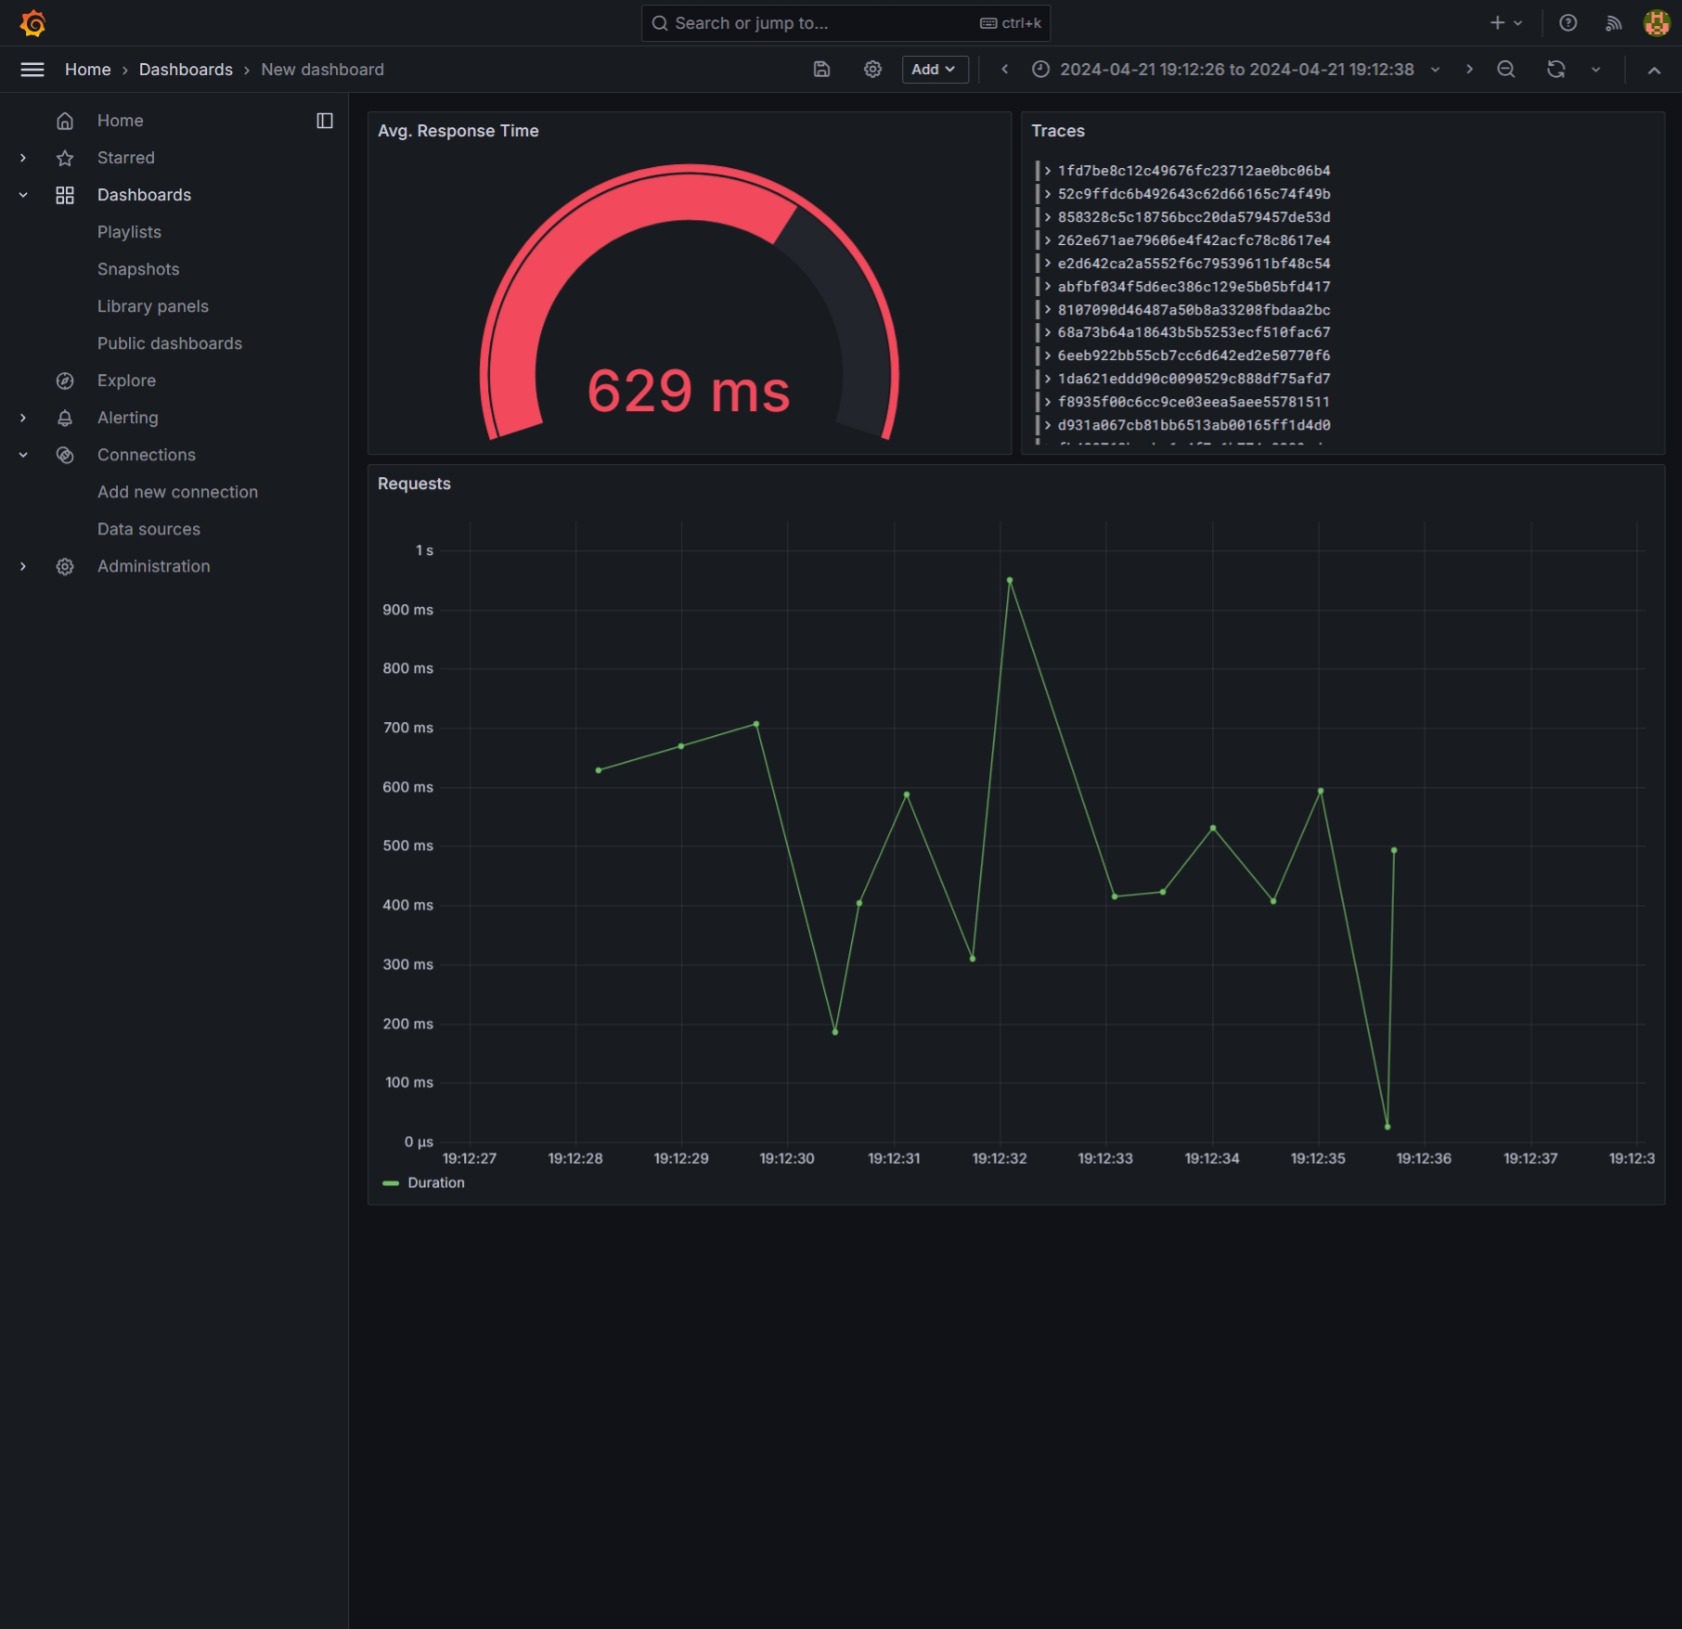 Search or jump to... ctrl+k
Home › Dashboards › New dashboard Add 2024-04-21 19:12:26 to 2024-04-21 19:12:38
Home
Starred
Dashboards
Playlists
Snapshots
Library panels
Public dashboards
Explore
Alerting
Connections
Add new connection
Data sources
Administration
Avg. Response Time
629 ms
Traces
1fd7be8c12c49676fc23712ae0bc06b4
52c9ffdc6b492643c62d66165c74f49b
858328c5c18756bcc20da579457de53d
262e671ae79606e4f42acfc78c8617e4
e2d642ca2a5552f6c79539611bf48c54
abfbf034f5d6ec386c129e5b05bfd417
8107090d46487a50b8a33208fbdaa2bc
68a73b64a18643b5b5253ecf510fac67
6eeb922bb55cb7cc6d642ed2e50770f6
1da621eddd90c0090529c888df75afd7
f8935f00c6cc9ce03eea5aee55781511
d931a067cb81bb6513ab00165ff1d4d0
Requests
1 s
900 ms
800 ms
700 ms
600 ms
500 ms
400 ms
300 ms
200 ms
100 ms
0 µs
19:12:27 19:12:28 19:12:29 19:12:30 19:12:31 19:12:32 19:12:33 19:12:34 19:12:35 19:12:36 19:12:37 19:12:3
Duration